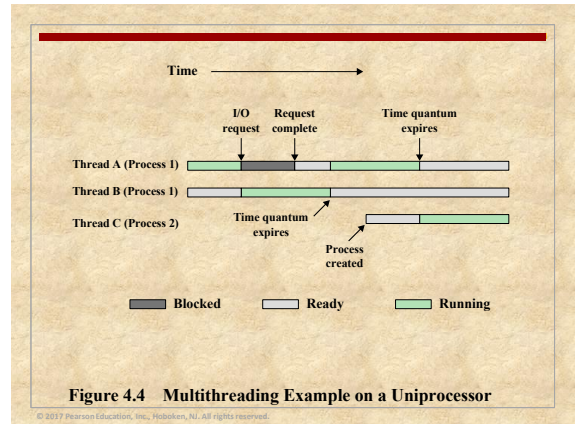 Time
I/O
request
Request
complete
Time quantum
expires
Thread A (Process 1)
Thread B (Process 1)
Thread C (Process 2)
Time quantum
expires
Process
created
Blocked
Ready
Running
Figure 4.4 Multithreading Example on a Uniprocessor
© 2017 Pearson Education, Inc., Hoboken, NJ. All rights reserved.